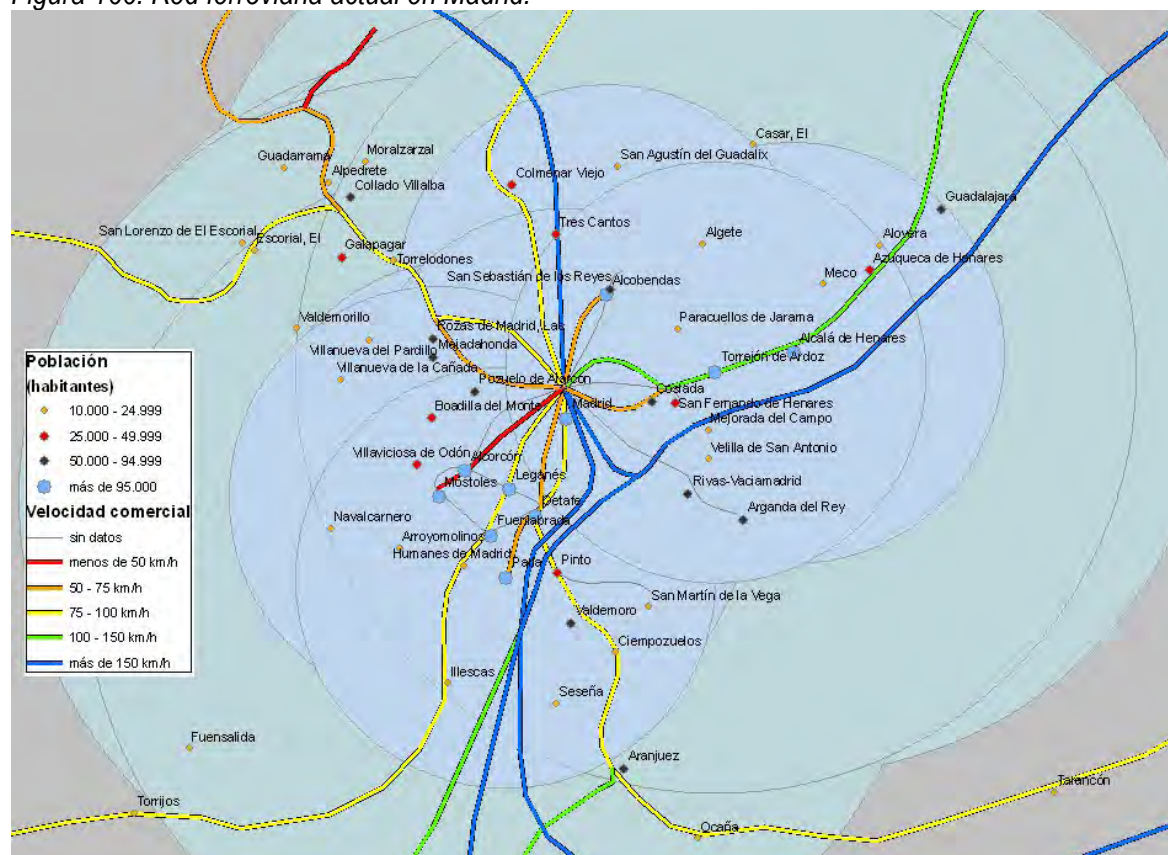 Casar, El
San Agustín del Guadalix
Moralzarzal
Guadarrama
Alpedrete
Colmenar Viejo
Collado Villalba
Guadalajara
Tres Cantos
San Lorenzo de El Escorial
Escorial, El
Algete
Alovera
Galapagar
Torrelodones
Azuqueca de Henares
Meco
San Sebastián de los Reyes
Alcobendas
Valdemorillo
Rozas de Madrid, Las
Paracuellos de Jarama
Alcalá de Henares
Villanueva del Pardillo
Majadahonda
Torrejón de Ardoz
Villanueva de la Cañada
Pozuelo de Alarcón
Coslada
Boadilla del Monte
Madrid
San Fernando de Henares
Mejorada del Campo
Villaviciosa de Odón
Alcorcón
Velilla de San Antonio
Móstoles
Leganés
Rivas-Vaciamadrid
Getafe
Arganda del Rey
Navalcarnero
Fuenlabrada
Arroyomolinos
Humanes de Madrid
Parla
Pinto
San Martín de la Vega
Valdemoro
Ciempozuelos
Illescas
Seseña
Fuensalida
Aranjuez
Torrijos
Tarancón
Ocaña
Población
(habitantes)
10.000 - 24.999
25.000 - 49.999
50.000 - 94.999
más de 95.000
Velocidad comercial
sin datos
menos de 50 km/h
50 - 75 km/h
75 - 100 km/h
100 - 150 km/h
más de 150 km/h